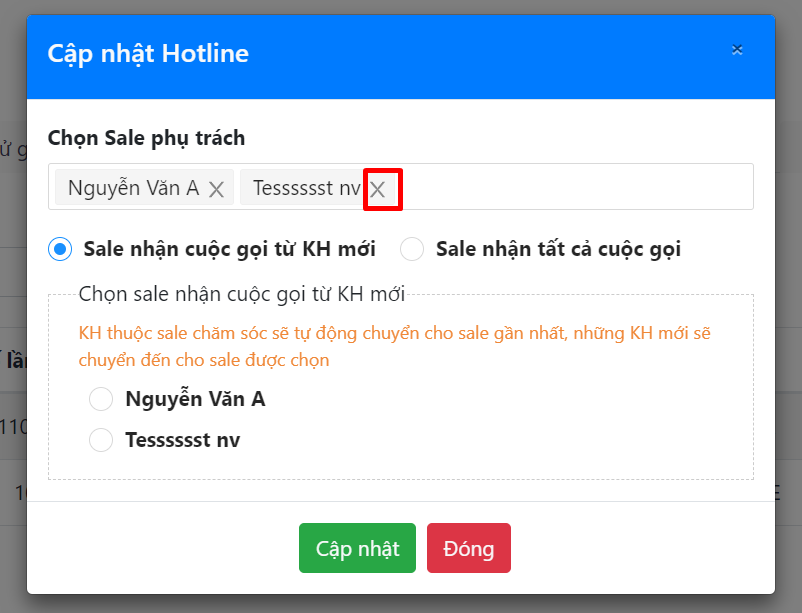 Cập nhật Hotline
Chọn Sale phụ trách
Nguyễn Văn A
Tesssssst nv
Sale nhận cuộc gọi từ KH mới
Sale nhận tất cả cuộc gọi
Chọn sale nhận cuộc gọi từ KH mới
KH thuộc sale chăm sóc sẽ tự động chuyển cho sale gần nhất, những KH mới sẽ
chuyển đến cho sale được chọn
Nguyễn Văn A
Tesssssst nv
Cập nhật
Đóng